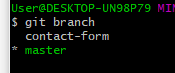 User@DESKTOP-UN98P79 MIN
$ git branch
contact-form
* master